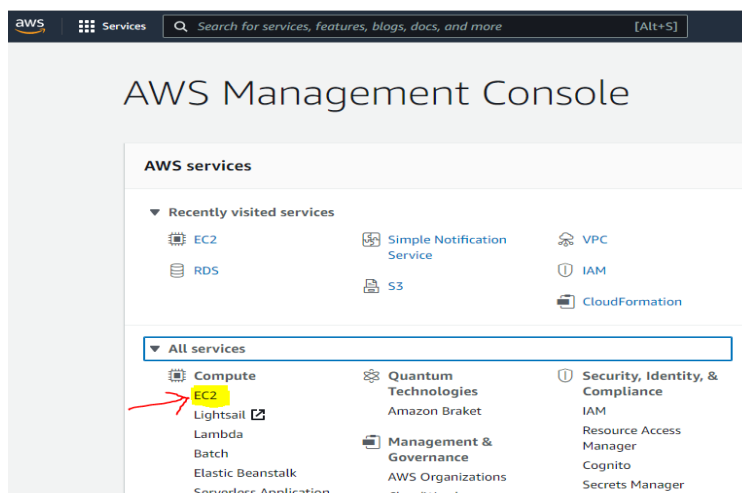 aws
Services
Search for services, features, blogs, docs, and more
[Alt+S]
AWS Management Console
AWS services
Recently visited services
EC2
RDS
Simple Notification
Service
S3
VPC
IAM
CloudFormation
All services
Compute
EC2
Lightsail
Lambda
Batch
Elastic Beanstalk
Serverless Application
Quantum
Technologies
Amazon Braket
Management &
Governance
AWS Organizations
Security, Identity, &
Compliance
IAM
Resource Access
Manager
Cognito
Secrets Manager